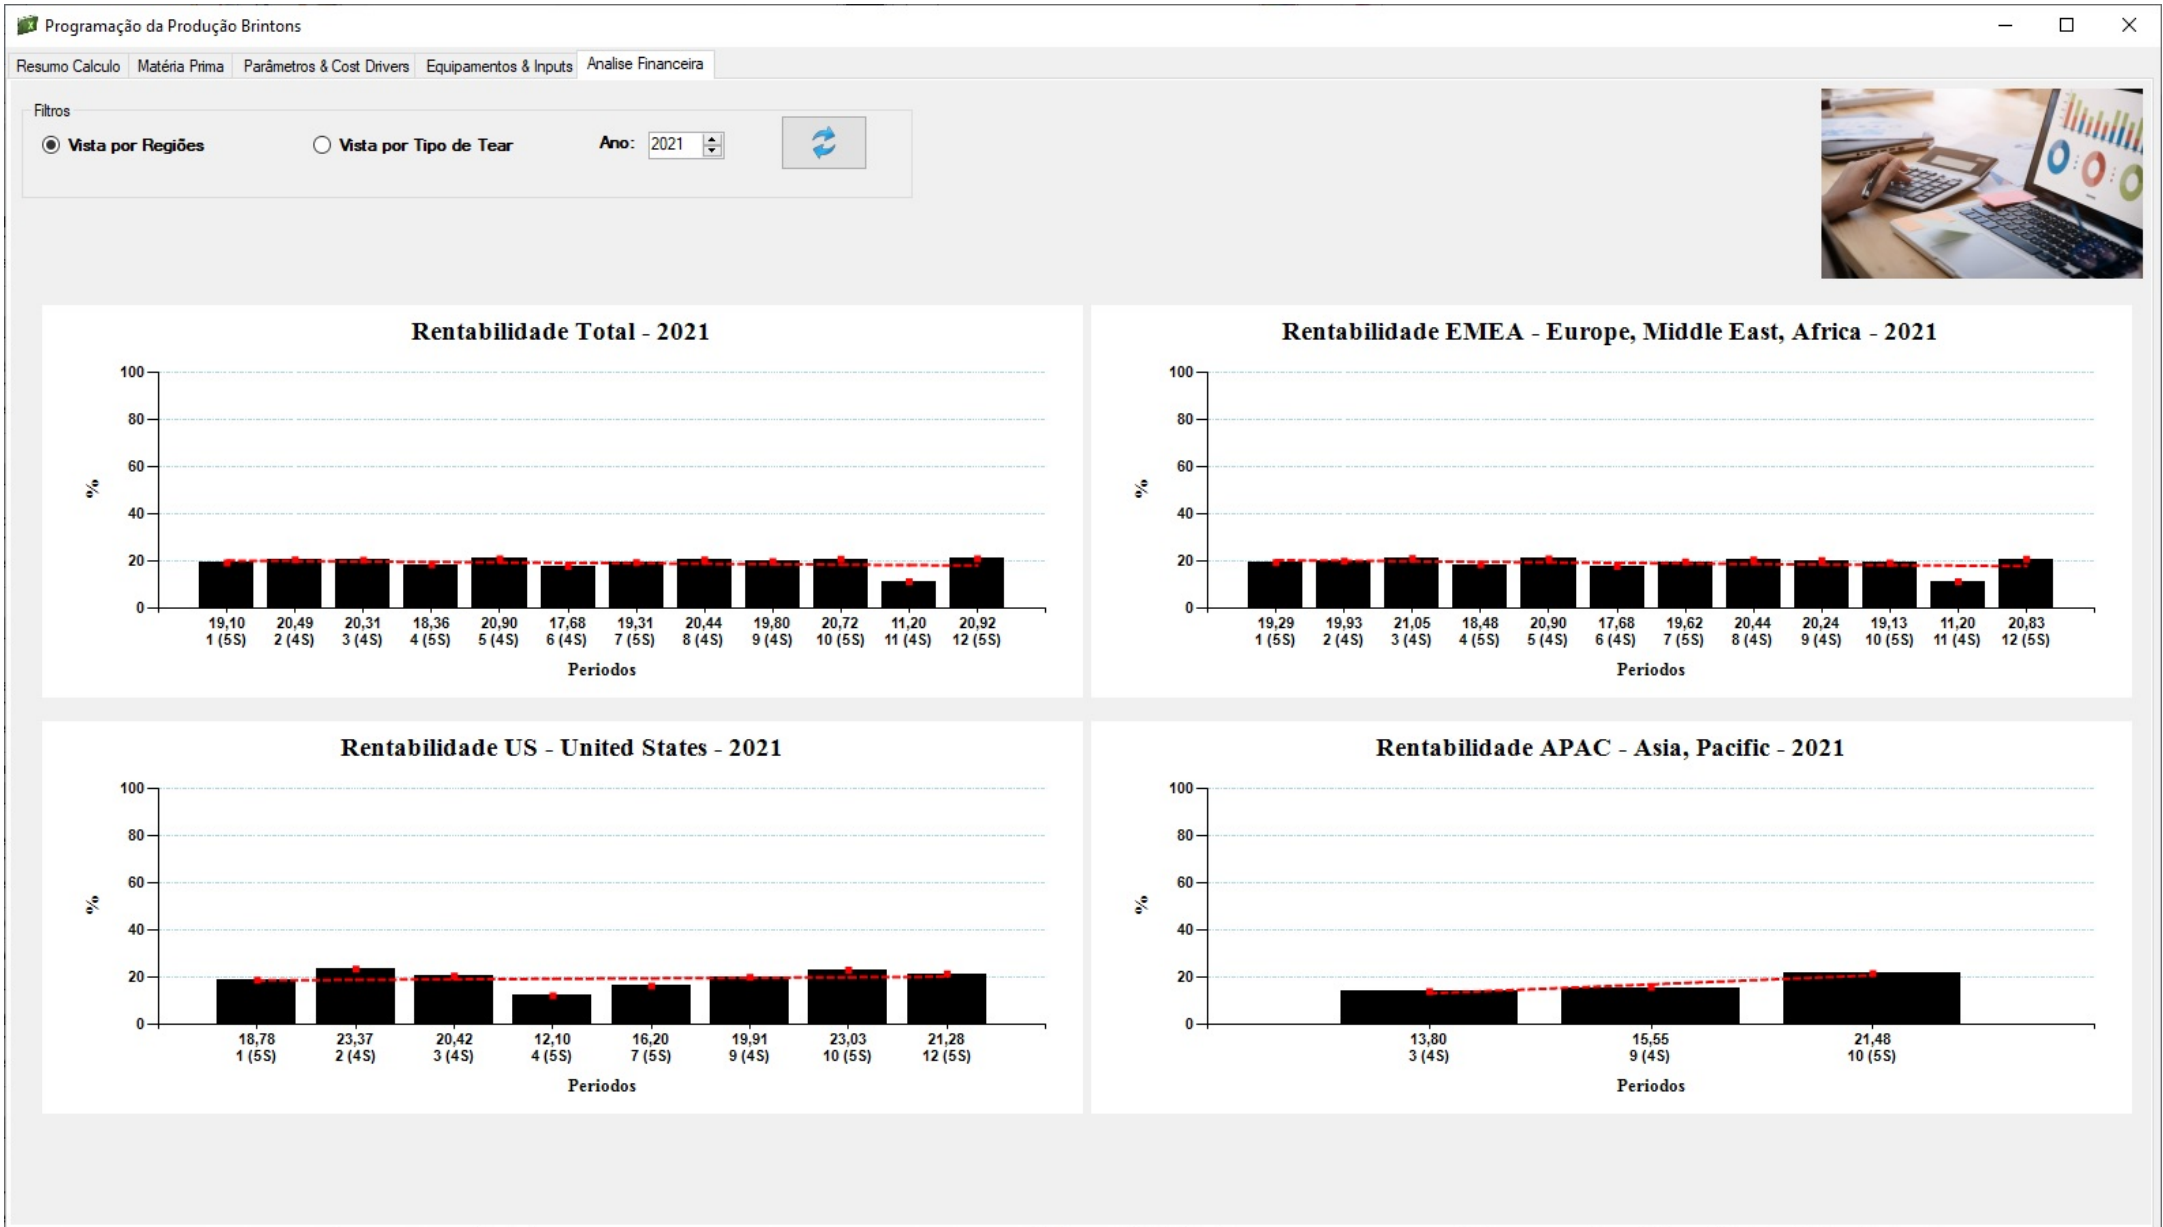 Programação da Produção Brintons
Resumo Calculo Matéria Prima Parâmetros & Cost Drivers Equipamentos & Inputs Analise Financeira
Filtros
Vista por Regiões Vista por Tipo de Tear Ano: 2021
Rentabilidade Total - 2021
100
80
60
%
40
20
0
19,10 20,49 20,31 18,36 20,90 17,68 19,31 20,44 19,80 20,72 11,20 20,92
1 (5S) 2 (4S) 3 (4S) 4 (5S) 5 (4S) 6 (4S) 7 (5S) 8 (4S) 9 (4S) 10 (5S) 11 (4S) 12 (5S)
Periodos
Rentabilidade EMEA - Europe, Middle East, Africa - 2021
100
80
60
%
40
20
0
19,29 19,93 21,05 18,48 20,90 17,68 19,62 20,44 20,24 19,13 11,20 20,83
1 (5S) 2 (4S) 3 (4S) 4 (5S) 5 (4S) 6 (4S) 7 (5S) 8 (4S) 9 (4S) 10 (5S) 11 (4S) 12 (5S)
Periodos
Rentabilidade US - United States - 2021
100
80
60
%
40
20
0
18,78 23,37 20,42 12,10 16,20 19,91 23,03 21,28
1 (5S) 2 (4S) 3 (4S) 4 (5S) 7 (5S) 9 (4S) 10 (5S) 12 (5S)
Periodos
Rentabilidade APAC - Asia, Pacific - 2021
100
80
60
%
40
20
0
13,80 15,55 21,48
3 (4S) 9 (4S) 10 (5S)
Periodos